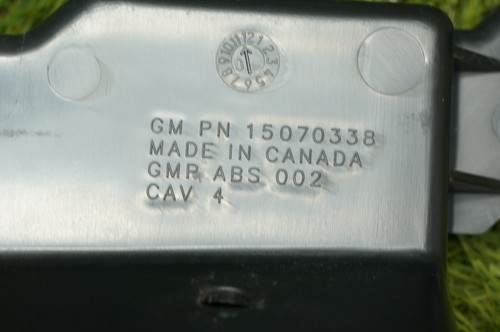 GM PN 15070338
MADE IN CANADA
GMP ABS 002
CAV 4